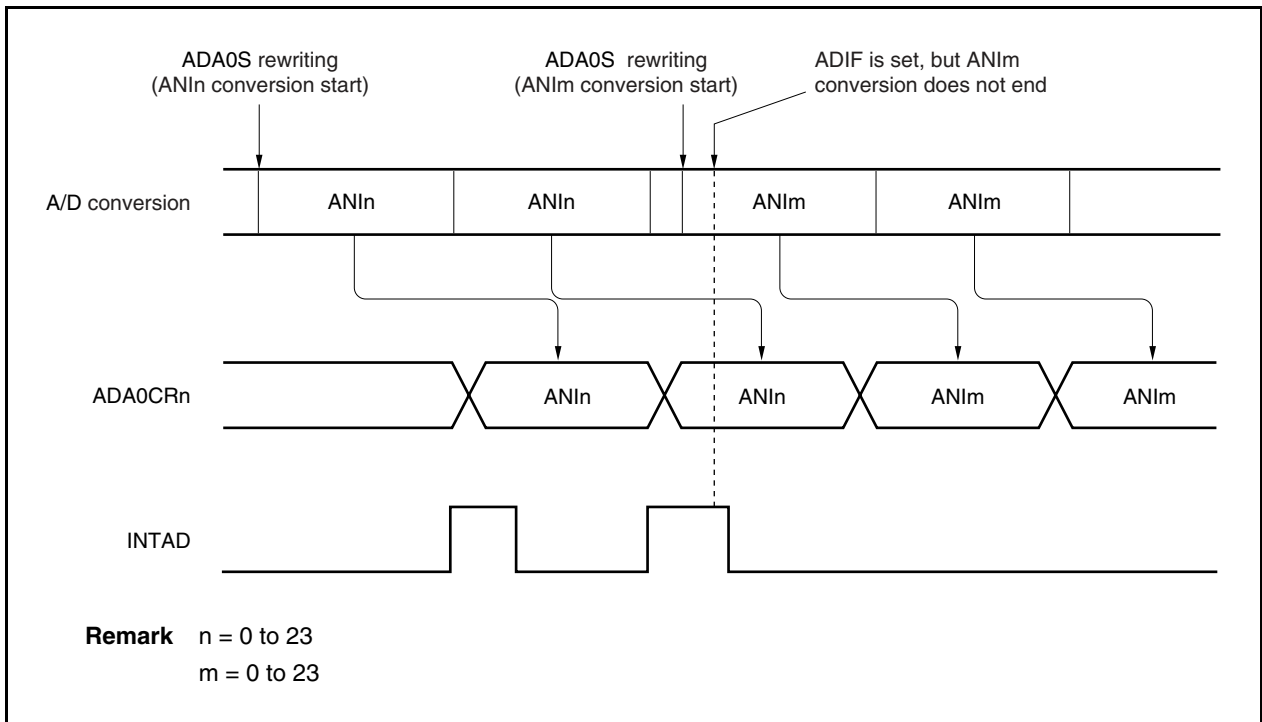 ADA0S rewriting
(ANIn conversion start)
ADA0S rewriting
(ANIm conversion start)
ADIF is set, but ANIm
conversion does not end
A/D conversion
ANIn
ANIn
ANIm
ANIm
ADA0CRn
ANIn
ANIn
ANIm
ANIm
INTAD
Remark n = 0 to 23
m = 0 to 23